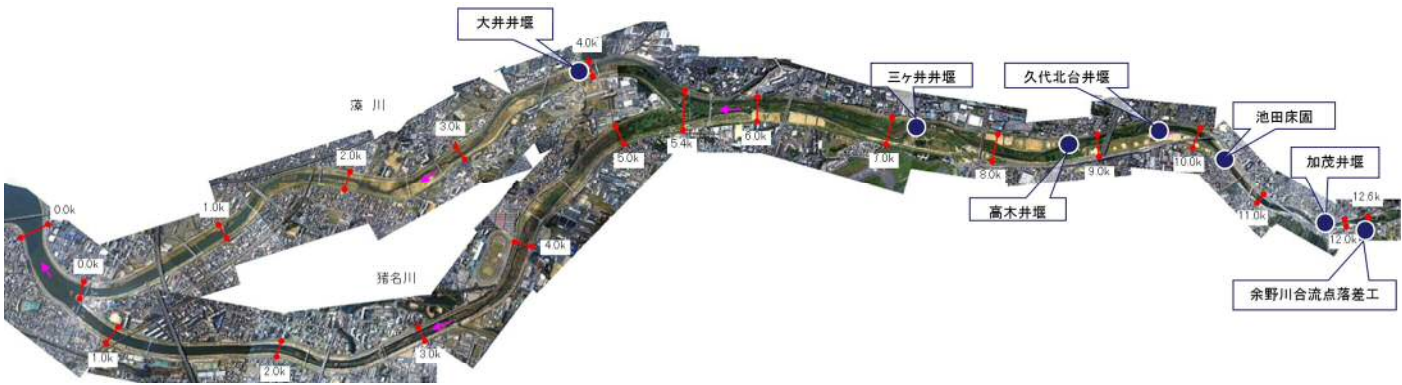 大井井堰
4.0k
三ヶ井井堰
久代北台井堰
池田床固
加茂井堰
藻 川
3.0k
2.0k
1.0k
0.0k
0.0k
5.0k
5.4k
6.0k
7.0k
8.0k
高木井堰
9.0k
10.0k
11.0k
12.0k
12.6k
余野川合流点落差工
4.0k
猪名川
1.0k
2.0k
3.0k